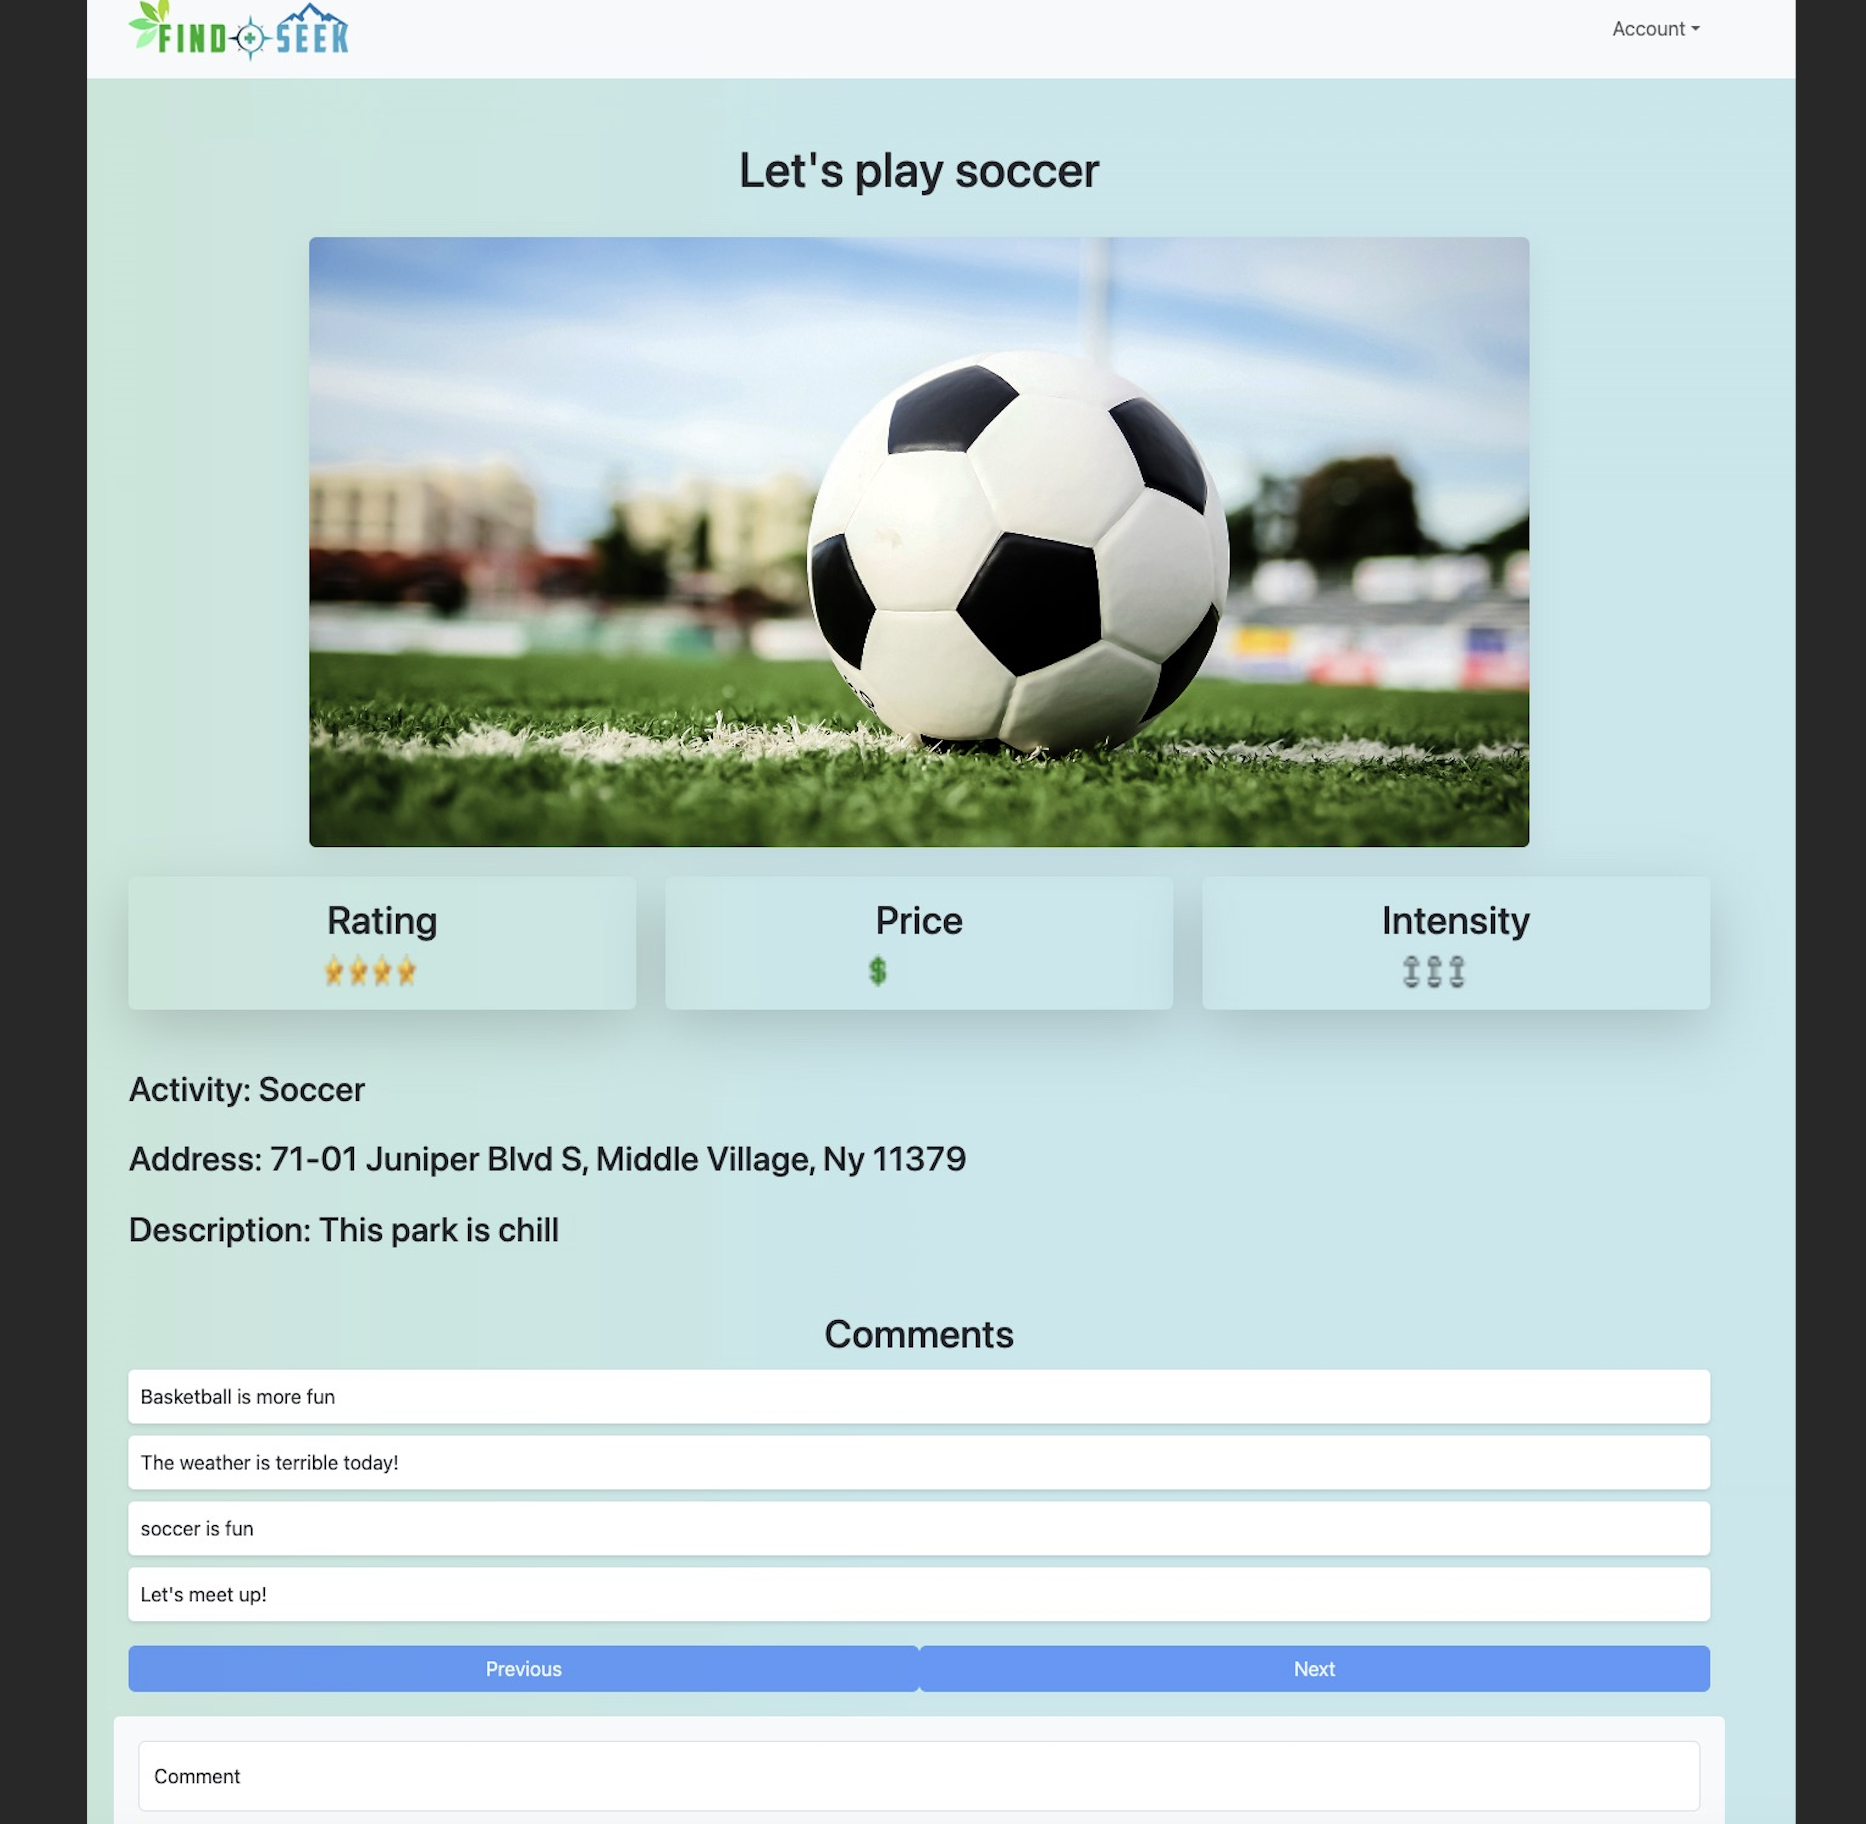 FIND SEEK
Account
Let's play soccer
Rating
Price
Intensity
$
Activity: Soccer
Address: 71-01 Juniper Blvd S, Middle Village, Ny 11379
Description: This park is chill
Comments
Basketball is more fun
The weather is terrible today!
soccer is fun
Let's meet up!
Previous
Next
Comment